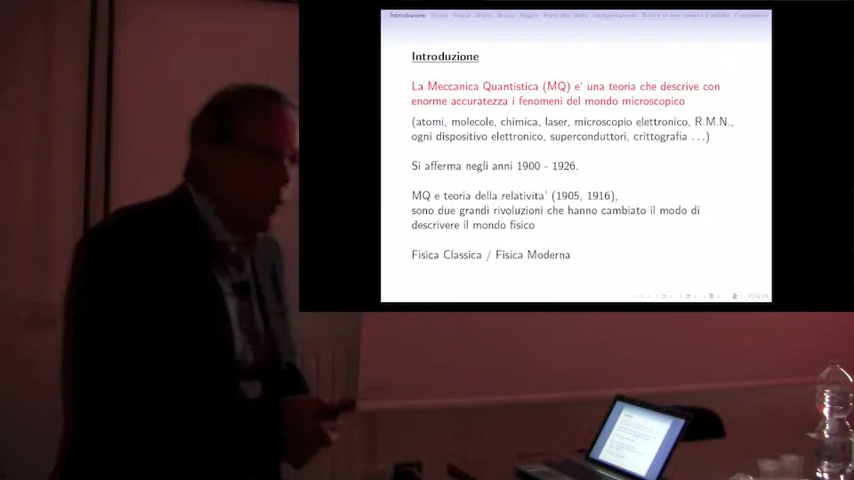 Introduzione
Introduzione
La Meccanica Quantistica (MQ) e' una teoria che descrive con
enorme accuratezza i fenomeni del mondo microscopico
(atomi, molecole, chimica, laser, microscopio elettronico, R.M.N.,
ogni dispositivo elettronico, superconduttori, crittografia ...)
Si afferma negli anni 1900 - 1926.
MQ e teoria della relativita' (1905, 1916),
sono due grandi rivoluzioni che hanno cambiato il modo di
descrivere il mondo fisico
Fisica Classica / Fisica Moderna